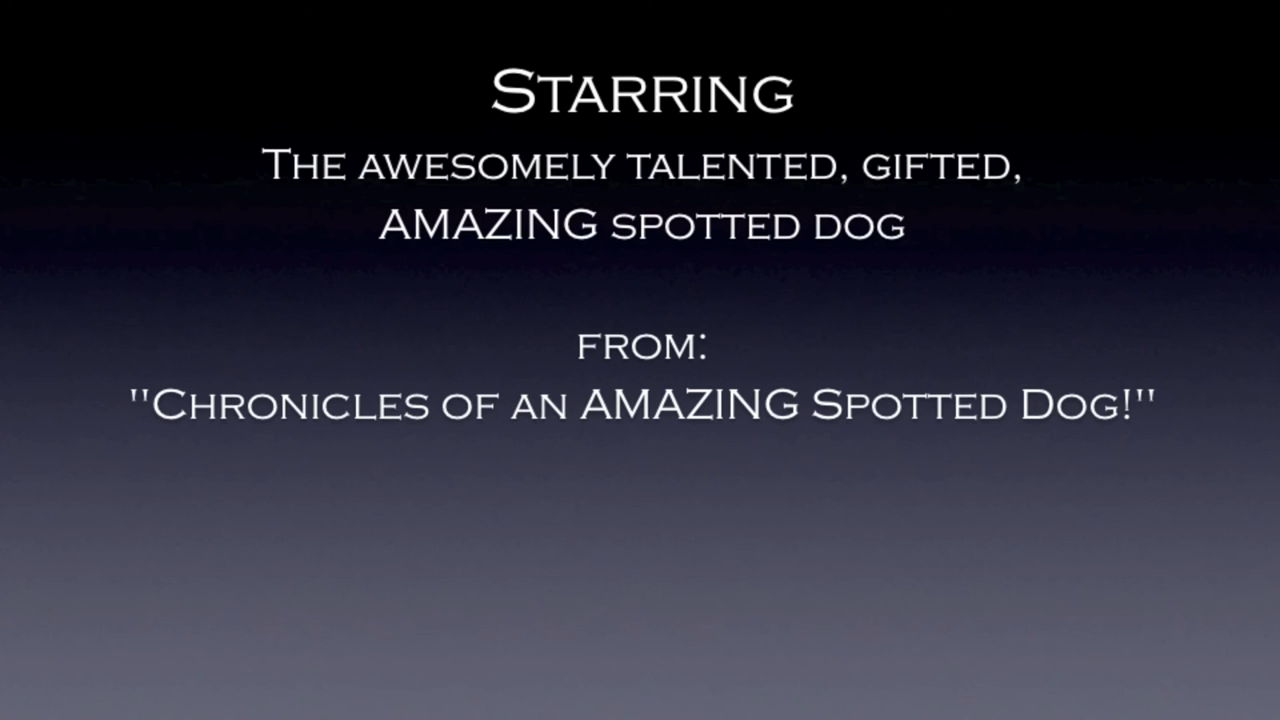 Starring
The awesomely talented, gifted,
AMAZING spotted dog
from:
"Chronicles of an AMAZING Spotted Dog!"